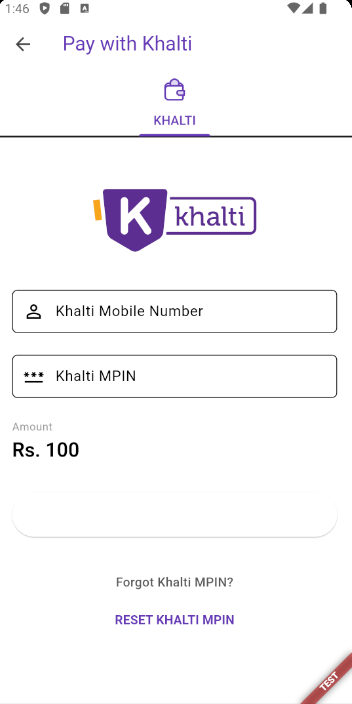 1:46
Pay with Khalti
KHALTI
K khalti
Khalti Mobile Number
*** Khalti MPIN
Amount
Rs. 100
Forgot Khalti MPIN?
RESET KHALTI MPIN
TEST